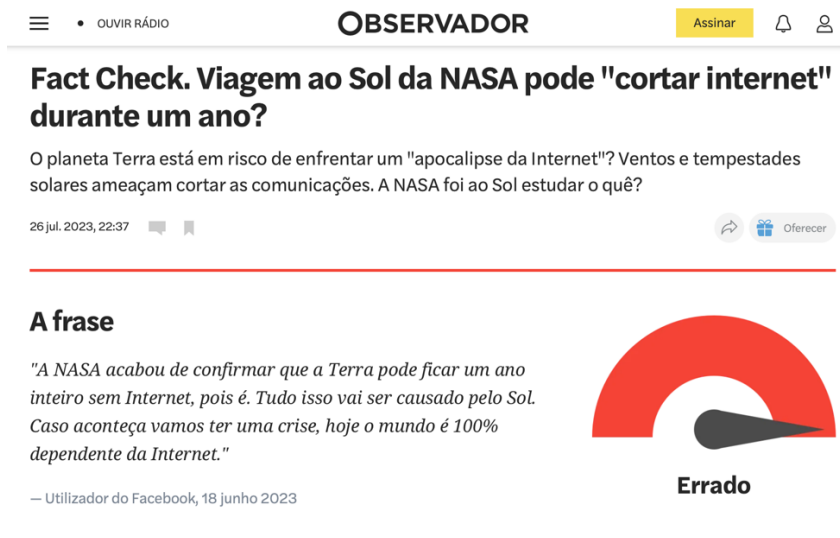 OUVIR RÁDIO
OBSERVADOR
Assinar
Fact Check. Viagem ao Sol da NASA pode "cortar internet"
durante um ano?
O planeta Terra está em risco de enfrentar um "apocalipse da Internet"? Ventos e tempestades
solares ameaçam cortar as comunicações. A NASA foi ao Sol estudar o quê?
26 jul. 2023, 22:37
Oferecer
A frase
"A NASA acabou de confirmar que a Terra pode ficar um ano
inteiro sem Internet, pois é. Tudo isso vai ser causado pelo Sol.
Caso aconteça vamos ter uma crise, hoje o mundo é 100%
dependente da Internet."
— Utilizador do Facebook, 18 junho 2023
Errado